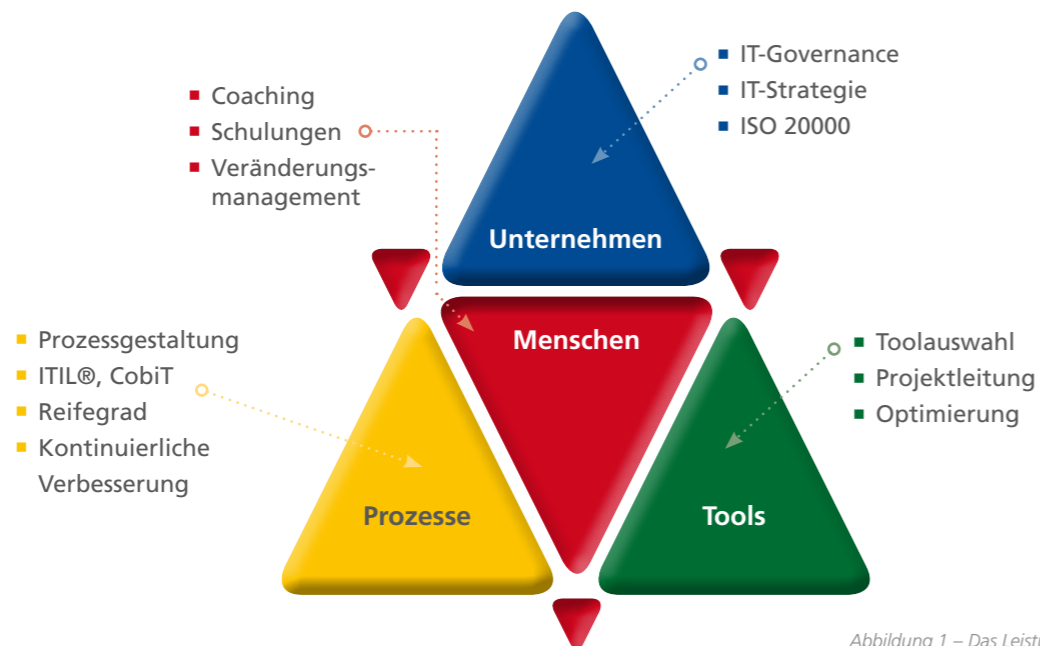 IT-Governance
IT-Strategie
ISO 20000
Coaching
Schulungen
Veränderungs-
management
Unternehmen
Menschen
Prozessgestaltung
ITIL®, CobiT
Reifegrad
Kontinuierliche
Verbesserung
Toolauswahl
Projektleitung
Optimierung
Prozesse
Tools
Abbildung 1 – Das